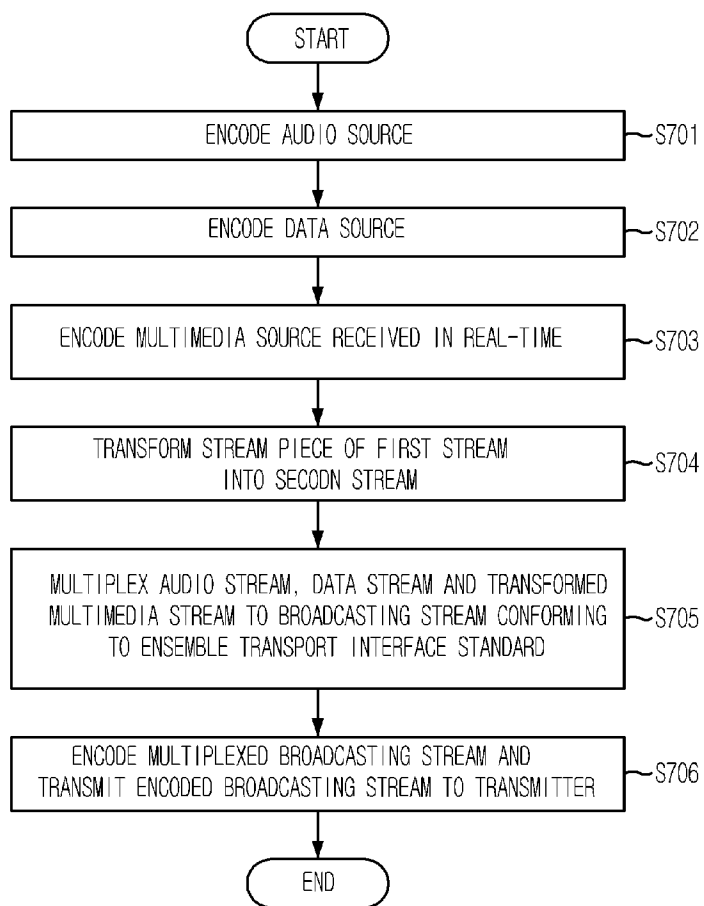 START
ENCODE AUDIO SOURCE
S701
ENCODE DATA SOURCE
S702
ENCODE MULTIMEDIA SOURCE RECEIVED IN REAL-TIME
S703
TRANSFORM STREAM PIECE OF FIRST STREAM
INTO SECODN STREAM
S704
MULTIPLEX AUDIO STREAM, DATA STREAM AND TRANSFORMED
MULTIMEDIA STREAM TO BROADCASTING STREAM CONFORMING
TO ENSEMBLE TRANSPORT INTERFACE STANDARD
S705
ENCODE MULTIPLEXED BROADCASTING STREAM AND
TRANSMIT ENCODED BROADCASTING STREAM TO TRANSMITTER
S706
END